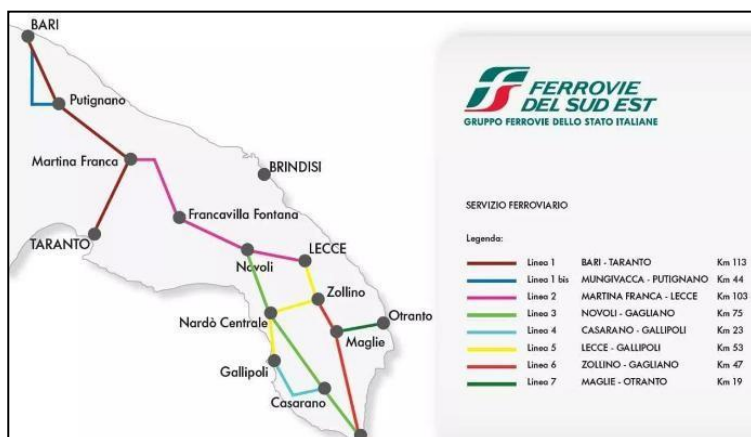 BARI
Putignano
Martina Franca
BRINDISI
Francavilla Fontana
TARANTO
LECCE
Novoli
Zollino
Otranto
Nardò Centrale
Maglie
Gallipoli
Casarano
FERROVIE
DEL SUD EST
GRUPPO FERROVIE DELLO STATO ITALIANE
SERVIZIO FERROVIARIO
Legenda:
Linea 1 BARI - TARANTO Km 113
Linea 1 bis MUNGIVACCA - PUTIGNANO Km 44
Linea 2 MARTINA FRANCA - LECCE Km 103
Linea 3 NOVOLI - GAGLIANO Km 75
Linea 4 CASARANO - GALLIPOLI Km 23
Linea 5 LECCE - GALLIPOLI Km 53
Linea 6 ZOLLINO - GAGLIANO Km 47
Linea 7 MAGLIE - OTRANTO Km 19